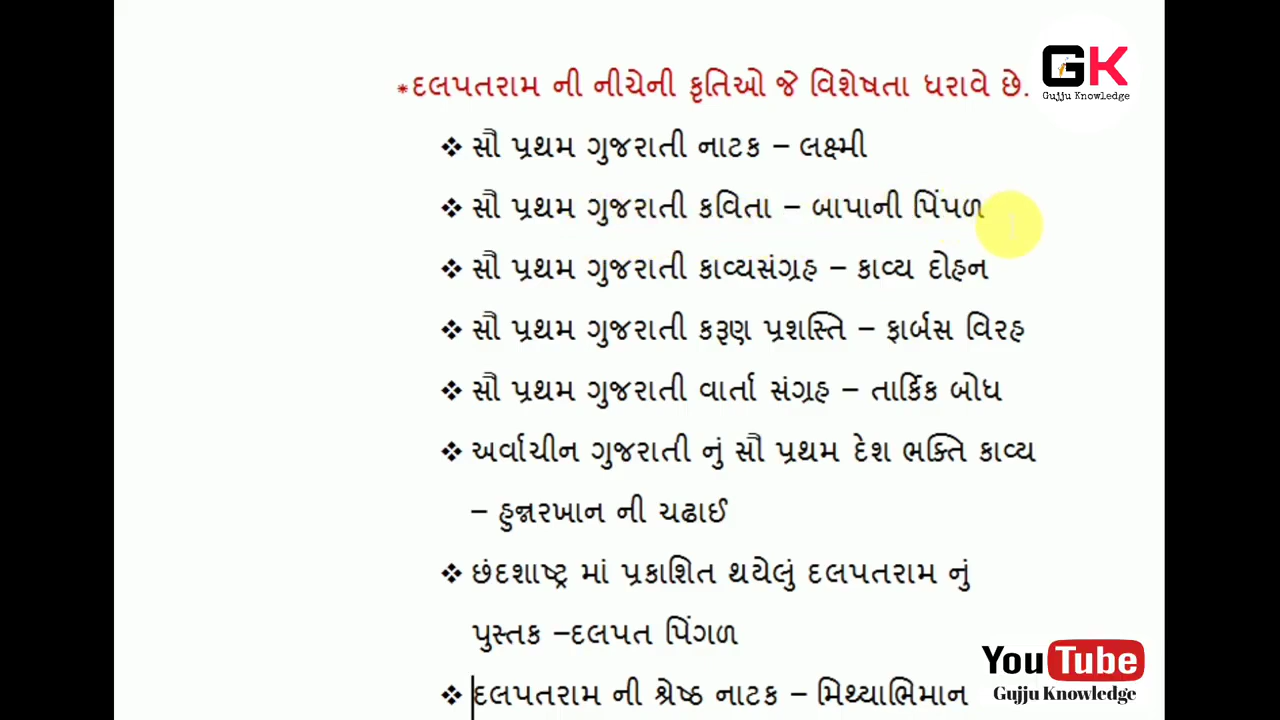 GK
Gujju Knowledge
*દલપતરામ ની નીચેની કૃતિઓ જે વિશેષતા ધરાવે છે.
❖ સૌ પ્રથમ ગુજરાતી નાટક – લક્ષ્મી
❖ સૌ પ્રથમ ગુજરાતી કવિતા – બાપાની પિંપળ
❖ સૌ પ્રથમ ગુજરાતી કાવ્યસંગ્રહ – કાવ્ય દોહન
❖ સૌ પ્રથમ ગુજરાતી કરૂણ પ્રશસ્તિ – ફાર્બસ વિરહ
❖ સૌ પ્રથમ ગુજરાતી વાર્તા સંગ્રહ – તાર્કિક બોધ
❖ અર્વાચીન ગુજરાતી નું સૌ પ્રથમ દેશ ભક્તિ કાવ્ય
– હુન્નરખાન ની ચઢાઈ
❖ છંદશાષ્ટ્ર માં પ્રકાશિત થયેલું દલપતરામ નું
પુસ્તક –દલપત પિંગળ
❖ દલપતરામ ની શ્રેષ્ઠ નાટક – મિથ્યાભિમાન
YouTube
Gujju Knowledge